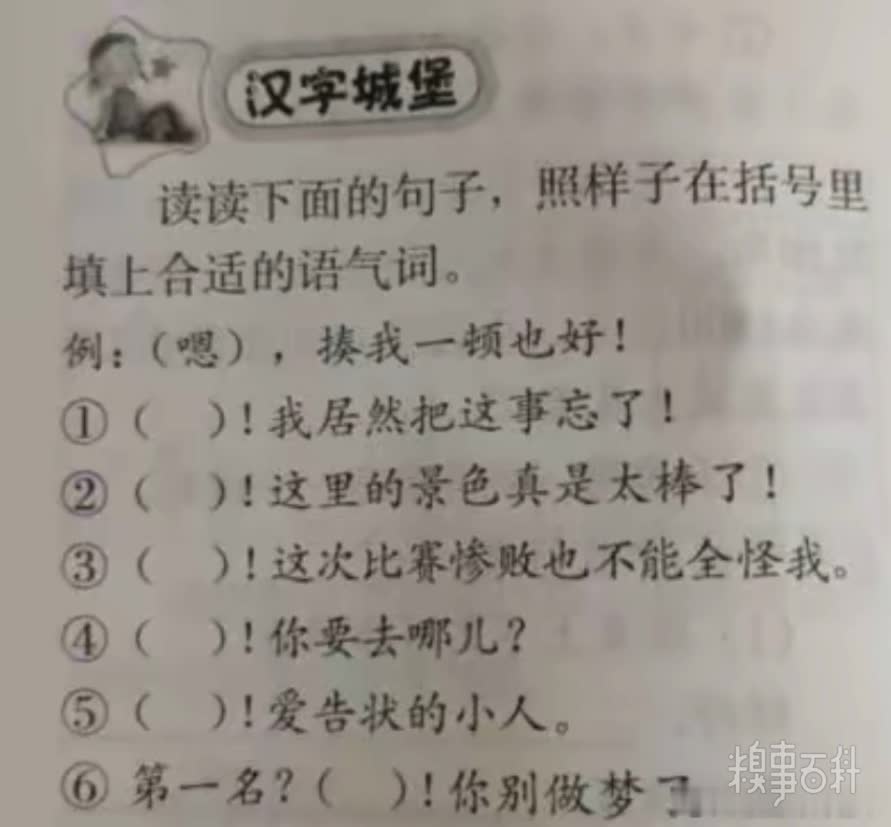 汉字城堡
读读下面的句子，照样子在括号里
填上合适的语气词。
例：（嗯），揍我一顿也好！
①（　）！我居然把这事忘了！
②（　）！这里的景色真是太棒了！
③（　）！这次比赛惨败也不能全怪我。
④（　）！你要去哪儿？
⑤（　）！爱告状的小人。
⑥ 第一名？（　）！你别做梦了
糗事百科